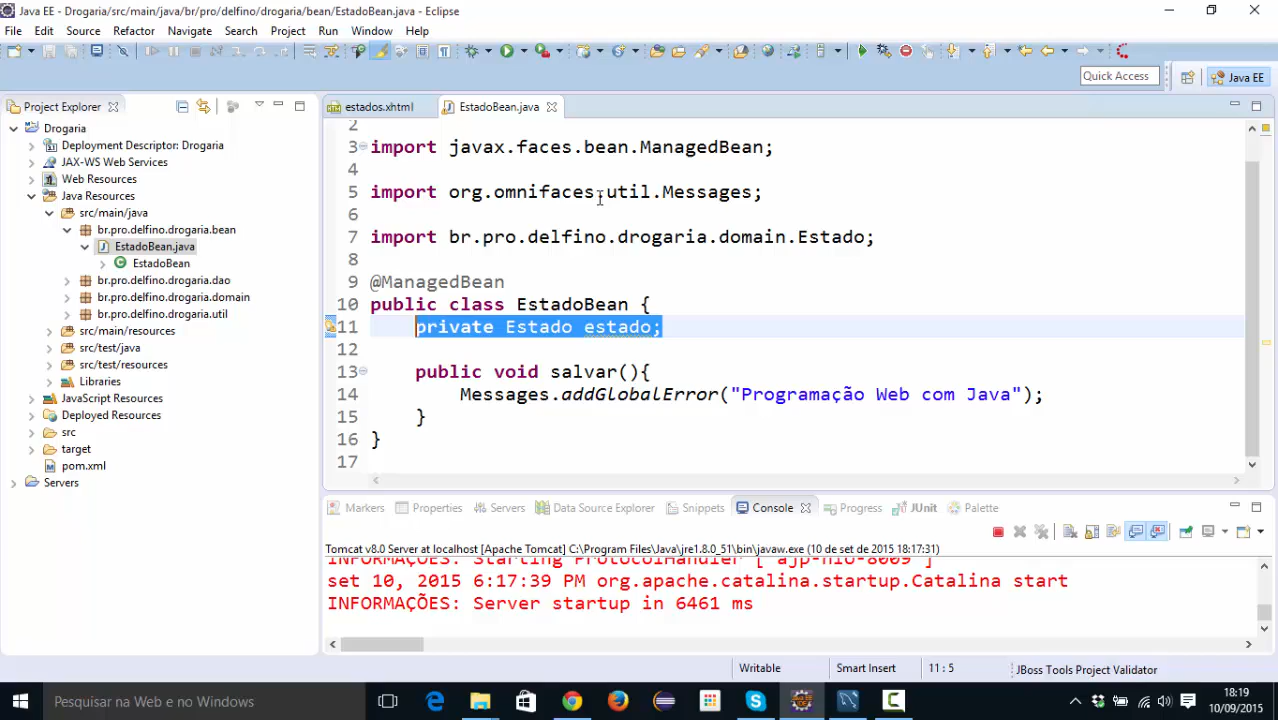 Java EE - Drogaria/src/main/java/br/pro/delfino/drogaria/bean/EstadoBean.java - Eclipse
File Edit Source Refactor Navigate Search Project Run Window Help
Quick Access
Java EE
Project Explorer
estados.xhtml
EstadoBean.java
Drogaria
Deployment Descriptor: Drogaria
JAX-WS Web Services
Web Resources
Java Resources
src/main/java
br.pro.delfino.drogaria.bean
EstadoBean.java
EstadoBean
br.pro.delfino.drogaria.dao
br.pro.delfino.drogaria.domain
br.pro.delfino.drogaria.util
src/main/resources
src/test/java
src/test/resources
Libraries
JavaScript Resources
Deployed Resources
src
target
pom.xml
Servers
2
3 import javax.faces.bean.ManagedBean;
4
5 import org.omnifaces.util.Messages;
6
7 import br.pro.delfino.drogaria.domain.Estado;
8
9 @ManagedBean
10 public class EstadoBean {
11 private Estado estado;
12
13 public void salvar(){
14 Messages.addGlobalError("Programação Web com Java");
15 }
16 }
17
Markers Properties Servers Data Source Explorer Snippets Console Progress JUnit Palette
Tomcat v8.0 Server at localhost [Apache Tomcat] C:\Program Files\Java\jre1.8.0_51\bin\javaw.exe (10 de set de 2015 18:17:31)
INFORMAÇÕES: Starting ProtocolHandler ["ajp-nio-8009"]
set 10, 2015 6:17:39 PM org.apache.catalina.startup.Catalina start
INFORMAÇÕES: Server startup in 6461 ms
Writable Smart Insert 11 : 5 JBoss Tools Project Validator
Pesquisar na Web e no Windows
18:19
10/09/2015